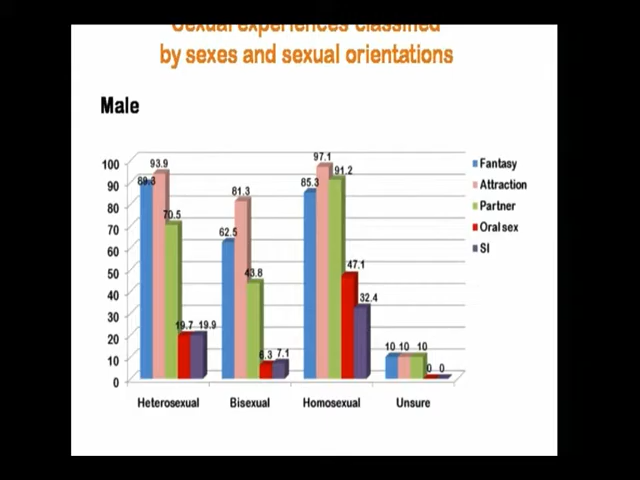 Sexual experiences classified
by sexes and sexual orientations
Male
100
90
80
70
60
50
40
30
20
10
0
93.9
70.5
19.7 19.9
62.5
81.3
43.8
6.3 7.1
85.3
97.1
91.2
47.1
32.4
10 10 10
0 0
Heterosexual Bisexual Homosexual Unsure
Fantasy
Attraction
Partner
Oral sex
SI